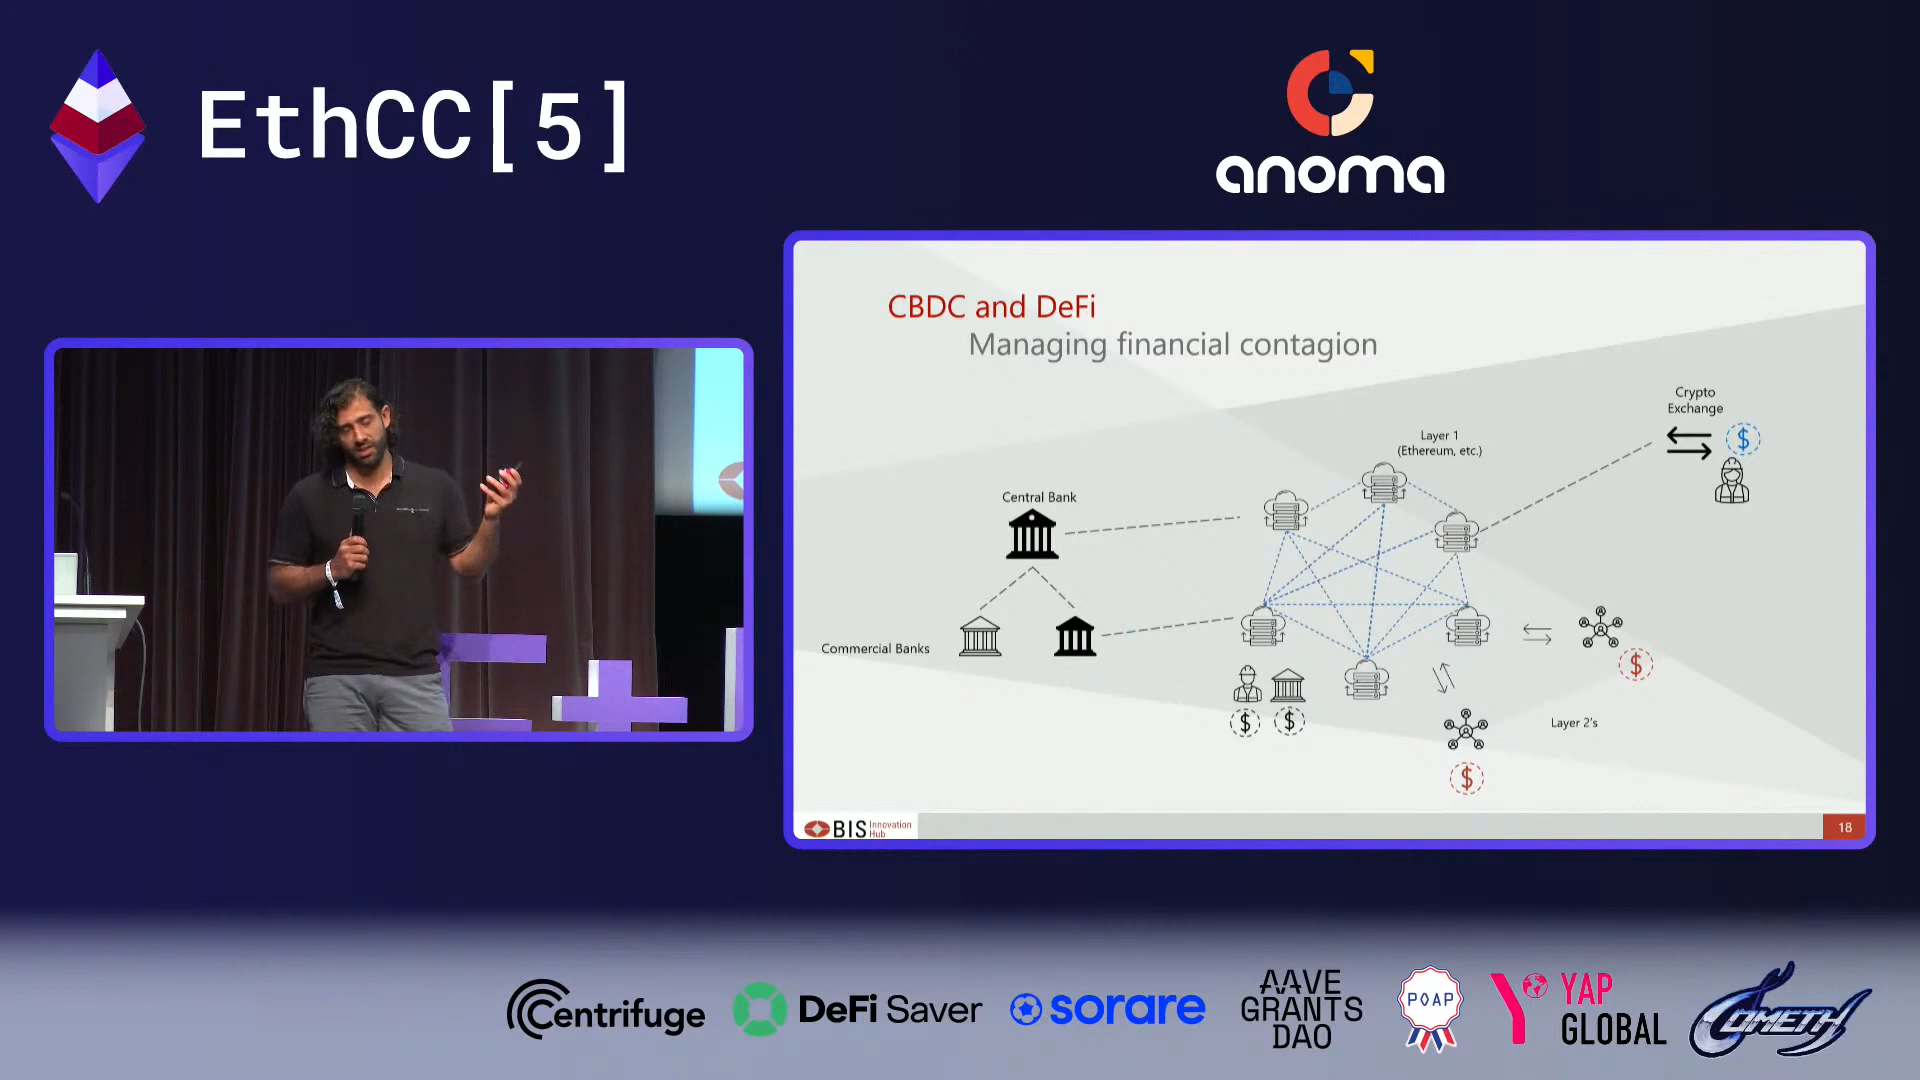 EthCC[5]
anoma
CBDC and DeFi
Managing financial contagion
Crypto
Exchange
$
Layer 1
(Ethereum, etc.)
Central Bank
Commercial Banks
$
$
$
Layer 2's
$
BIS Innovation
Hub
18
Centrifuge
DeFi Saver
sorare
AAVE
GRANTS
DAO
POAP
YAP
GLOBAL
COMETH